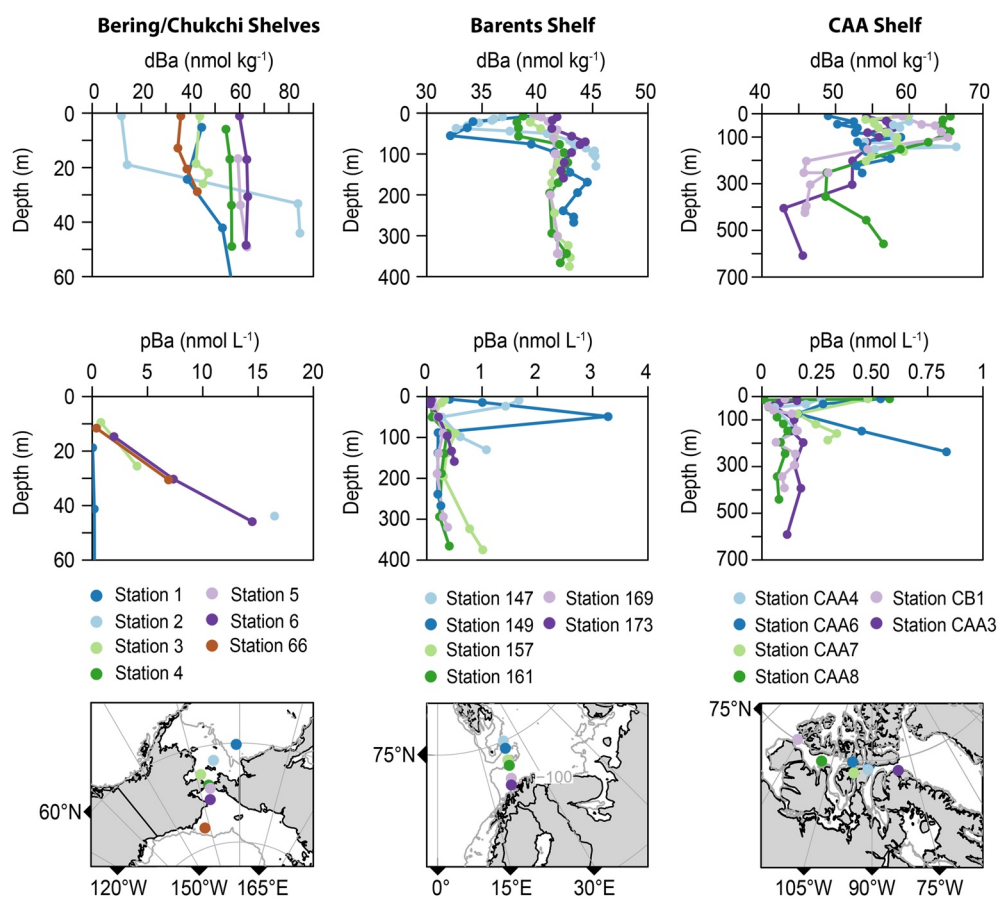 Bering/Chukchi Shelves
Barents Shelf
CAA Shelf
dBa (nmol kg-1)
dBa (nmol kg-1)
dBa (nmol kg-1)
0 20 40 60 80
30 35 40 45 50
40 50 60 70
Depth (m)
0
20
40
60
Depth (m)
0
100
200
300
400
Depth (m)
0
100
300
500
700
pBa (nmol L-1)
pBa (nmol L-1)
pBa (nmol L-1)
0 5 10 15 20
0 1 2 3 4
0 0.25 0.50 0.75 1
Depth (m)
0
20
40
60
Depth (m)
0
100
200
300
400
Depth (m)
0
100
300
500
700
Station 1
Station 2
Station 3
Station 4
Station 5
Station 6
Station 66
Station 147
Station 149
Station 157
Station 161
Station 169
Station 173
Station CAA4
Station CAA6
Station CAA7
Station CAA8
Station CB1
Station CAA3
60°N
120°W 150°W 165°E
75°N
−100
0° 15°E 30°E
75°N
105°W 90°W 75°W